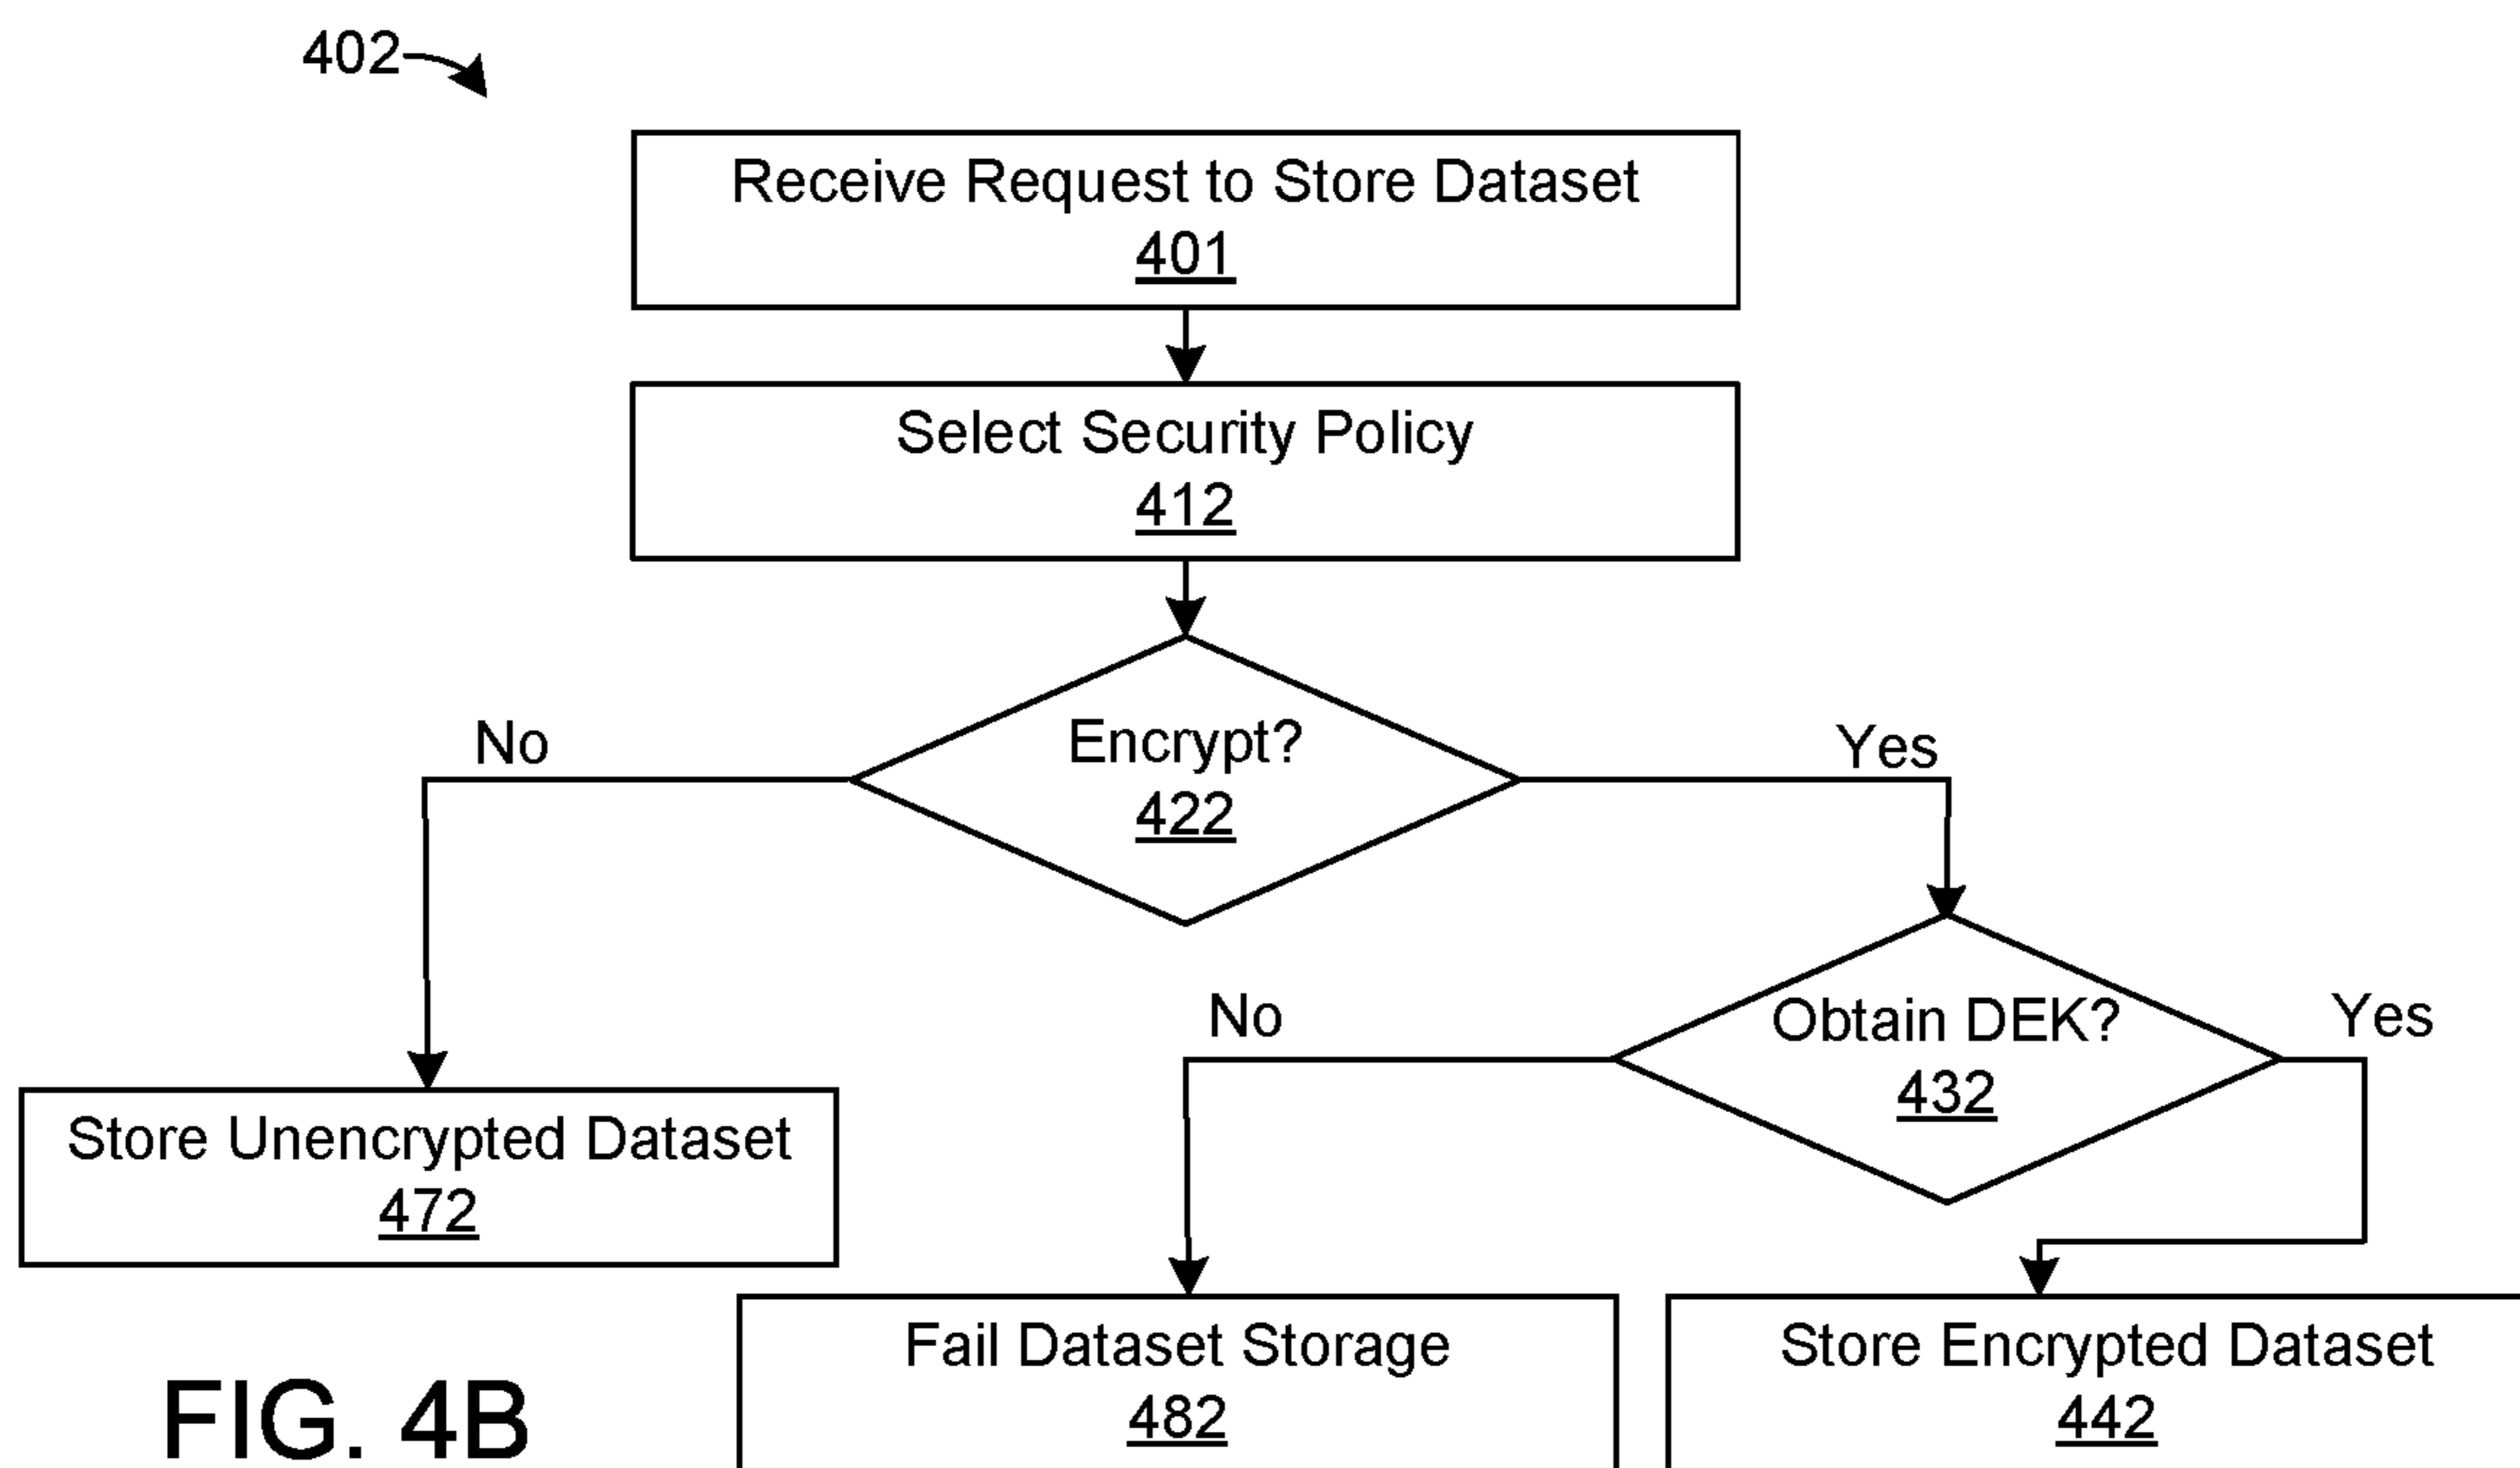 402
Receive Request to Store Dataset
401
Select Security Policy
412
Encrypt?
422
No
Yes
Obtain DEK?
432
No
Yes
Store Unencrypted Dataset
472
Fail Dataset Storage
482
Store Encrypted Dataset
442
FIG. 4B